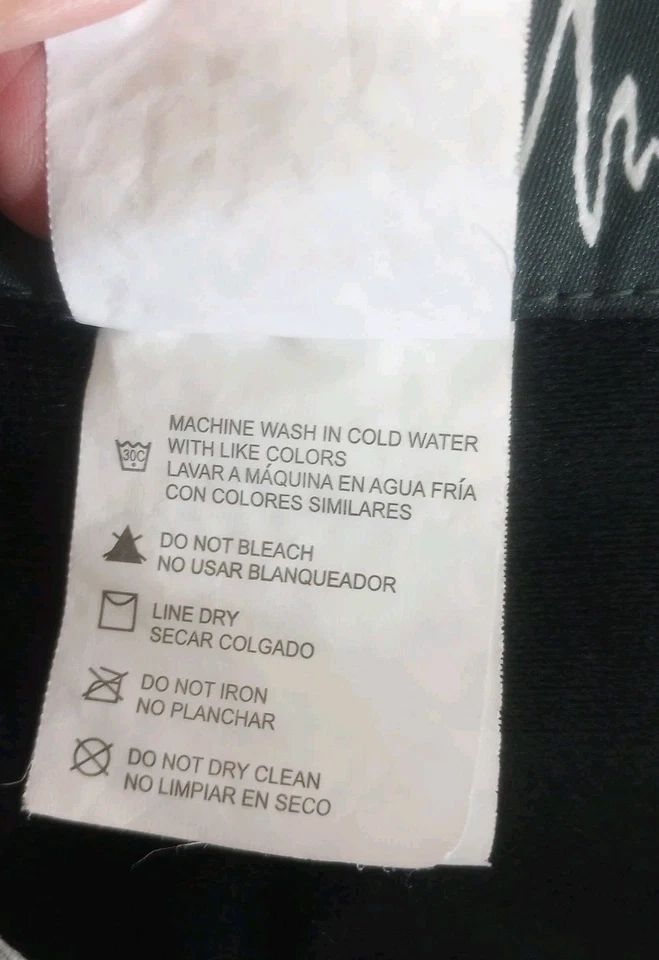 30C
MACHINE WASH IN COLD WATER
WITH LIKE COLORS
LAVAR A MÁQUINA EN AGUA FRÍA
CON COLORES SIMILARES
DO NOT BLEACH
NO USAR BLANQUEADOR
LINE DRY
SECAR COLGADO
DO NOT IRON
NO PLANCHAR
DO NOT DRY CLEAN
NO LIMPIAR EN SECO